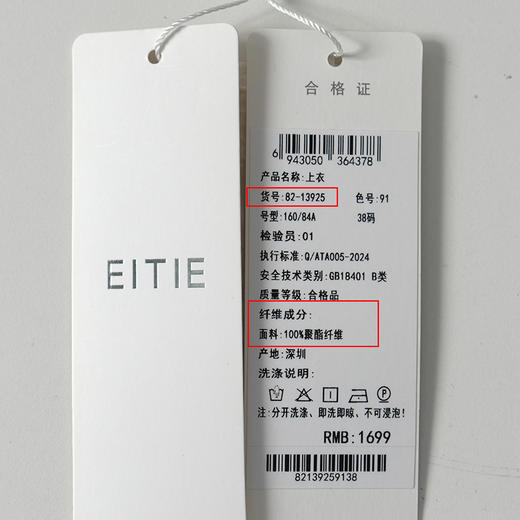 EITIE
合格证
6 943050 364378
产品名称:上衣
货号:82-13925 色号:91
号型:160/84A 38码
检验员:01
执行标准:Q/ATA005-2024
安全技术类别:GB18401 B类
质量等级:合格品
纤维成分:
面料:100%聚酯纤维
产地:深圳
洗涤说明:
P
注:分开洗涤、即洗即晾、不可浸泡!
RMB:1699
82139259138